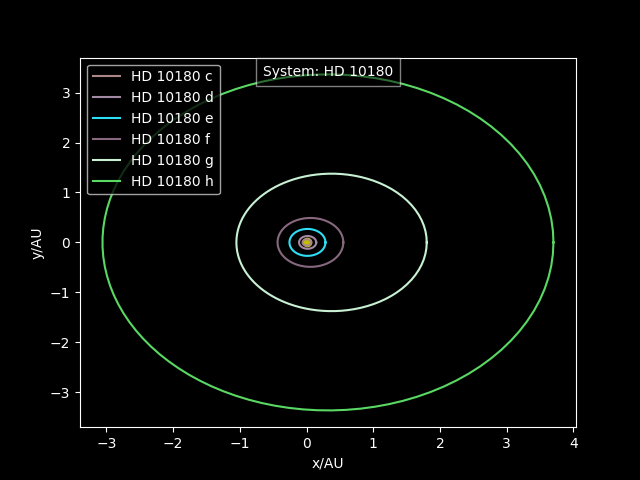 System: HD 10180
HD 10180 c
HD 10180 d
HD 10180 e
HD 10180 f
HD 10180 g
HD 10180 h
y/AU
3
2
1
0
−1
−2
−3
−3 −2 −1 0 1 2 3 4
x/AU